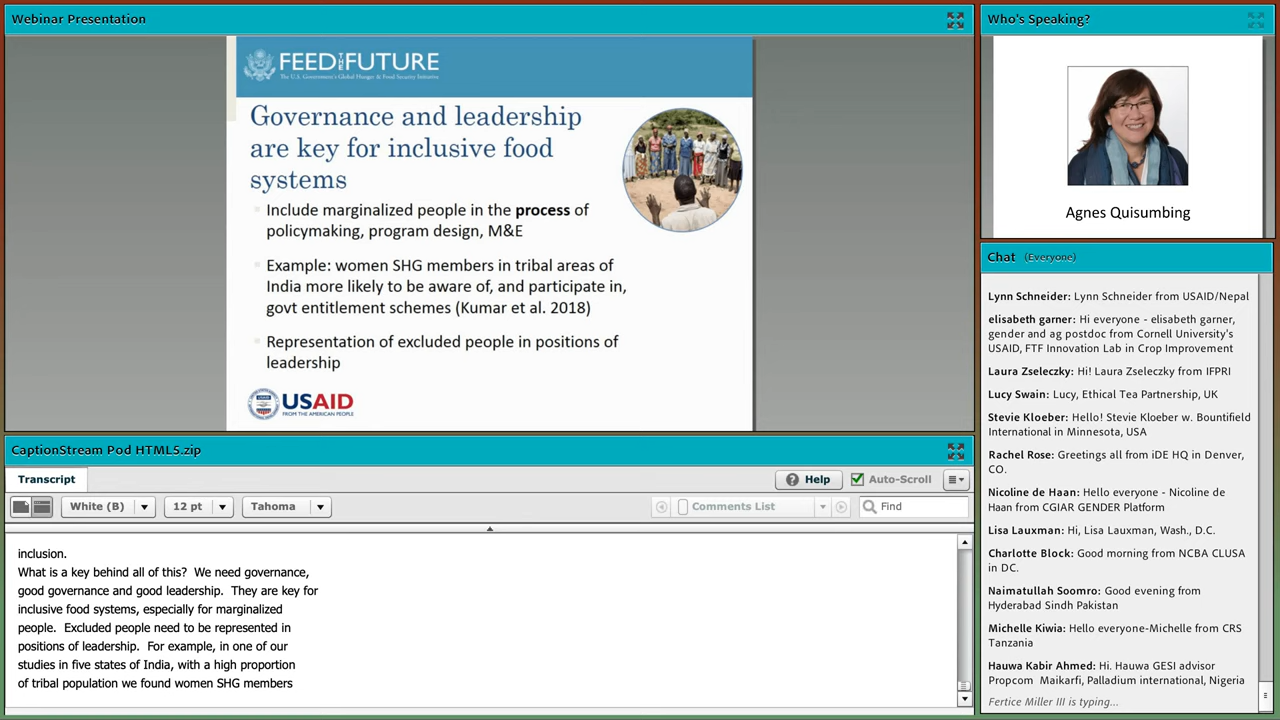 Webinar Presentation
FEED THE FUTURE
The U.S. Government's Global Hunger & Food Security Initiative
Governance and leadership
are key for inclusive food
systems
Include marginalized people in the process of
policymaking, program design, M&E
Example: women SHG members in tribal areas of
India more likely to be aware of, and participate in,
govt entitlement schemes (Kumar et al. 2018)
Representation of excluded people in positions of
leadership
USAID
FROM THE AMERICAN PEOPLE
Who's Speaking?
Agnes Quisumbing
CaptionStream Pod HTML5.zip
Transcript
Help
Auto-Scroll
White (B)
12 pt
Tahoma
Comments List
Find
inclusion.
What is a key behind all of this?  We need governance,
good governance and good leadership.  They are key for
inclusive food systems, especially for marginalized
people.  Excluded people need to be represented in
positions of leadership.  For example, in one of our
studies in five states of India, with a high proportion
of tribal population we found women SHG members
Chat (Everyone)
Lynn Schneider: Lynn Schneider from USAID/Nepal
elisabeth garner: Hi everyone - elisabeth garner,
gender and ag postdoc from Cornell University's
USAID, FTF Innovation Lab in Crop Improvement
Laura Zseleczky: Hi! Laura Zseleczky from IFPRI
Lucy Swain: Lucy, Ethical Tea Partnership, UK
Stevie Kloeber: Hello! Stevie Kloeber w. Bountifield
International in Minnesota, USA
Rachel Rose: Greetings all from iDE HQ in Denver,
CO.
Nicoline de Haan: Hello everyone - Nicoline de
Haan from CGIAR GENDER Platform
Lisa Lauxman: Hi, Lisa Lauxman, Wash., D.C.
Charlotte Block: Good morning from NCBA CLUSA
in DC.
Naimatullah Soomro: Good evening from
Hyderabad Sindh Pakistan
Michelle Kiwia: Hello everyone-Michelle from CRS
Tanzania
Hauwa Kabir Ahmed: Hi. Hauwa GESI advisor
Propcom  Maikarfi, Palladium international, Nigeria
Fertice Miller III is typing...